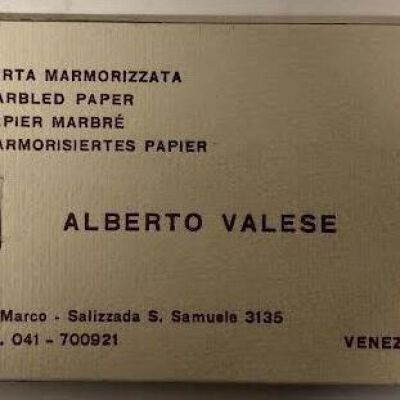 RTA MARMORIZZATA
ARBLED PAPER
PIER MARBRÉ
ARMORISIERTES PAPIER
ALBERTO VALESE
Marco - Salizzada S. Samuele 3135
. 041 - 700921
VENEZ